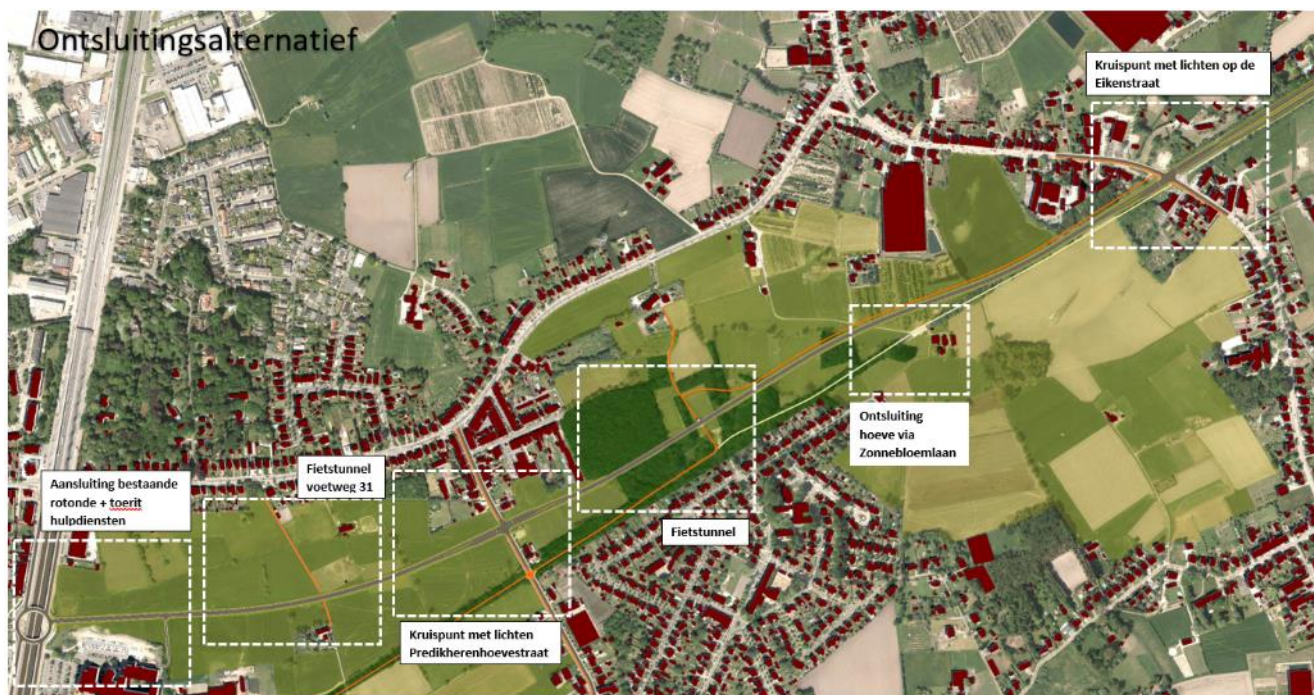 Ontsluitingsalternatief
Kruispunt met lichten op de
Eikenstraat
Ontsluiting
hoeve via
Zonnebloemlaan
Fietstunnel
voetweg 31
Aansluiting bestaande
rotonde + toerit
hulpdiensten
Fietstunnel
Kruispunt met lichten
Predikherenhoevestraat